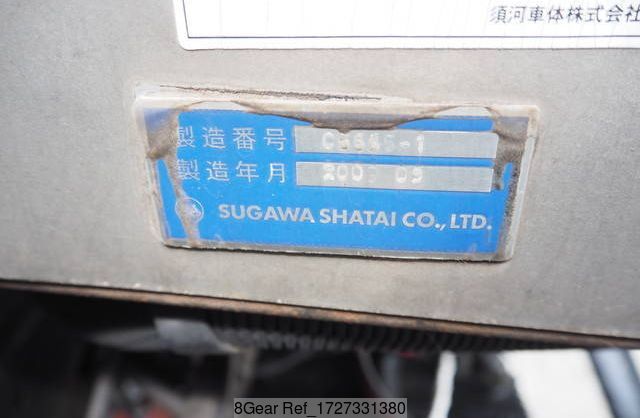 須河車体株式会社
製造番号
製造年月
SUGAWA SHATAI CO., LTD.
8Gear Ref_1727331380